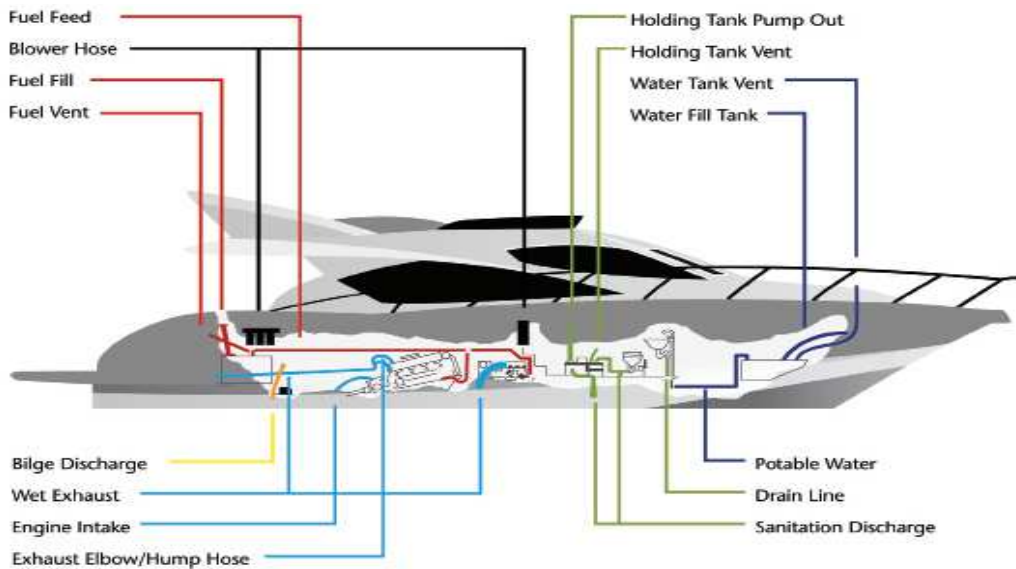 Fuel Feed
Blower Hose
Fuel Fill
Fuel Vent
Holding Tank Pump Out
Holding Tank Vent
Water Tank Vent
Water Fill Tank
Bilge Discharge
Wet Exhaust
Engine Intake
Exhaust Elbow/Hump Hose
Potable Water
Drain Line
Sanitation Discharge